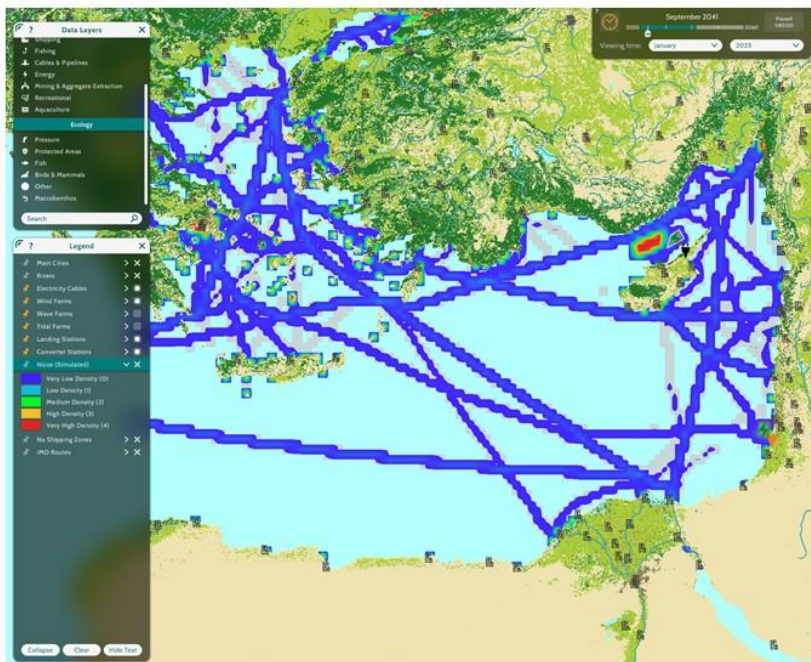 Data Layers
Shipping
Fishing
Cables & Pipelines
Energy
Mining & Aggregate Extraction
Recreational
Aquaculture
Ecology
Pressure
Protected Areas
Fish
Birds & Mammals
Other
Macrobenthos
Search
Legend
Main Cities
Rivers
Electricity Cables
Wind Farms
Wave Farms
Tidal Farms
Landing Stations
Converter Stations
Noise (Simulated)
Very Low Density (0)
Low Density (1)
Medium Density (2)
High Density (3)
Very High Density (4)
No Shipping Zones
IMO Routes
Collapse Clear Hide Text
September 2041
Paused
Viewing time: January 2023